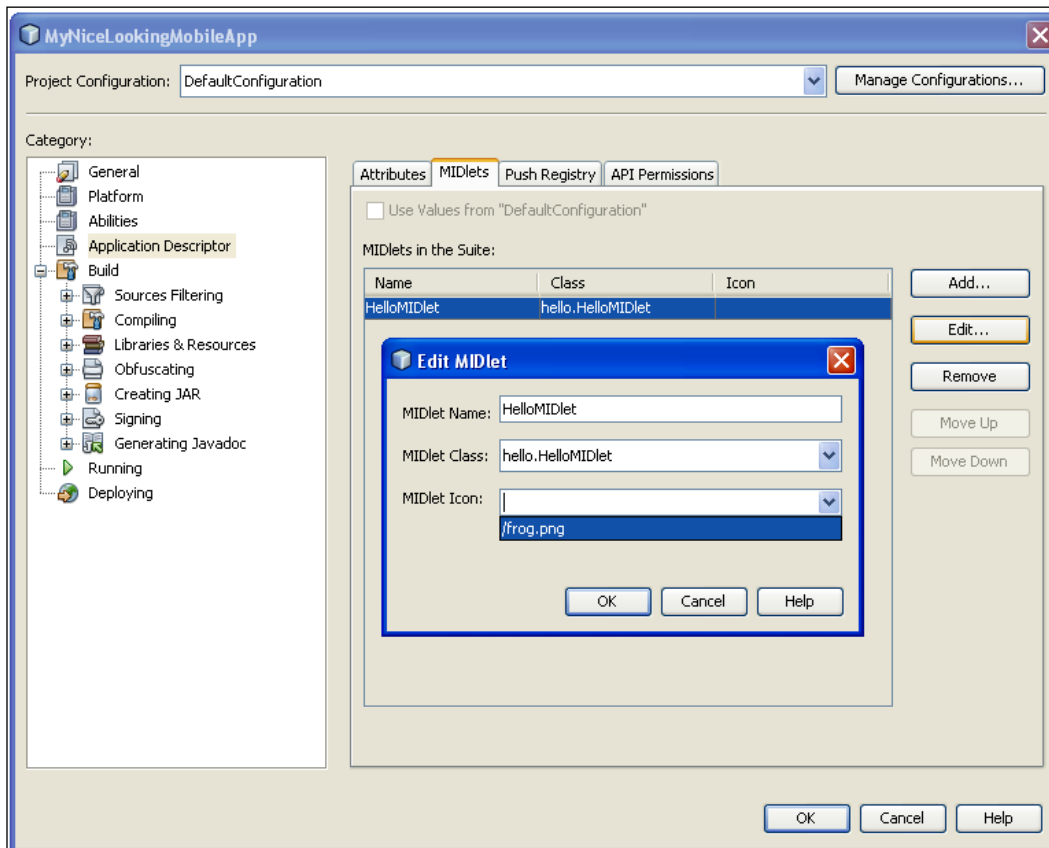 MyNiceLookingMobileApp
Project Configuration: DefaultConfiguration Manage Configurations...
Category:
General
Platform
Abilities
Application Descriptor
Build
Sources Filtering
Compiling
Libraries & Resources
Obfuscating
Creating JAR
Signing
Generating Javadoc
Running
Deploying
Attributes MIDlets Push Registry API Permissions
Use Values from "DefaultConfiguration"
MIDlets in the Suite:
Name Class Icon
HelloMIDlet hello.HelloMIDlet
Add...
Edit...
Remove
Move Up
Move Down
Edit MIDlet
MIDlet Name: HelloMIDlet
MIDlet Class: hello.HelloMIDlet
MIDlet Icon:
/frog.png
OK Cancel Help
OK Cancel Help